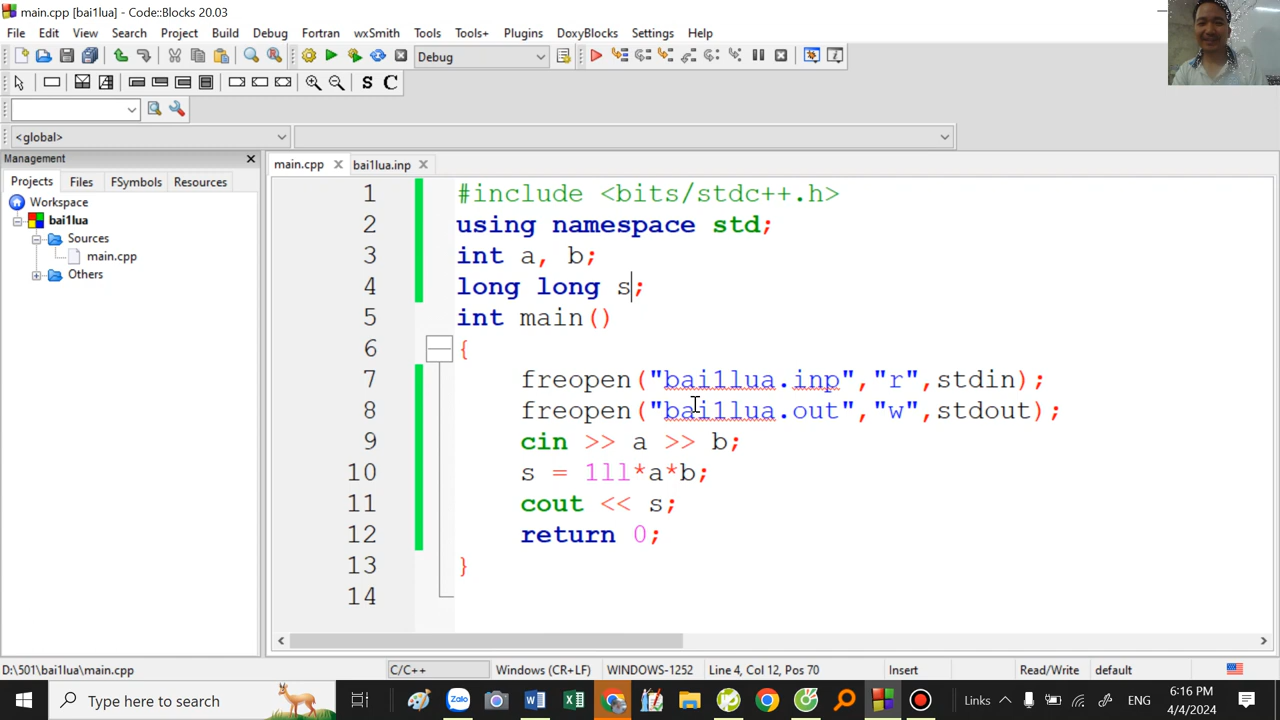 main.cpp [bai1lua] - Code::Blocks 20.03
File Edit View Search Project Build Debug Fortran wxSmith Tools Tools+ Plugins DoxyBlocks Settings Help
Debug
S C
<global>
Management
main.cpp bai1lua.inp
Projects Files FSymbols Resources
Workspace
bai1lua
Sources
main.cpp
Others
1 #include <bits/stdc++.h>
2 using namespace std;
3 int a, b;
4 long long s;
5 int main()
6 {
7 freopen("bai1lua.inp","r",stdin);
8 freopen("bai1lua.out","w",stdout);
9 cin >> a >> b;
10 s = 1ll*a*b;
11 cout << s;
12 return 0;
13 }
14
D:\501\bai1lua\main.cpp C/C++ Windows (CR+LF) WINDOWS-1252 Line 4, Col 12, Pos 70 Insert Read/Write default
Type here to search Zalo Links ENG 6:16 PM
4/4/2024